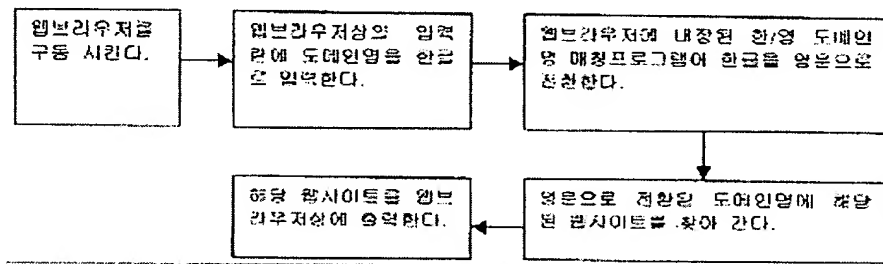 웹브라우저를
구동 시킨다.
웹브라우저상의 입력
란에 도메인명을 한글
로 입력한다.
웹브라우저에 내장된 한/영 도메인
명 매칭프로그램이 한글을 영문으로
전환한다.
영문으로 전환된 도메인명에 해당
된 웹사이트를 찾아 간다.
해당 웹사이트를 웹브
라우저상에 출력한다.